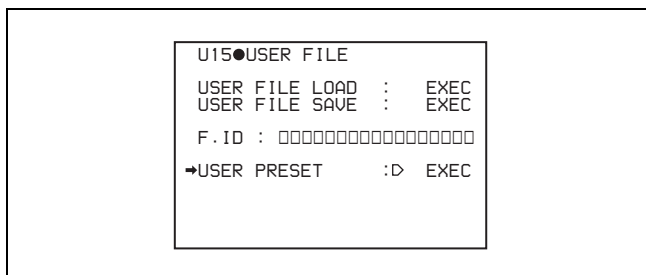 U15●USER FILE
USER FILE LOAD : EXEC
USER FILE SAVE : EXEC
F.ID : □□□□□□□□□□□□□□□□□□
➡USER PRESET :▷ EXEC